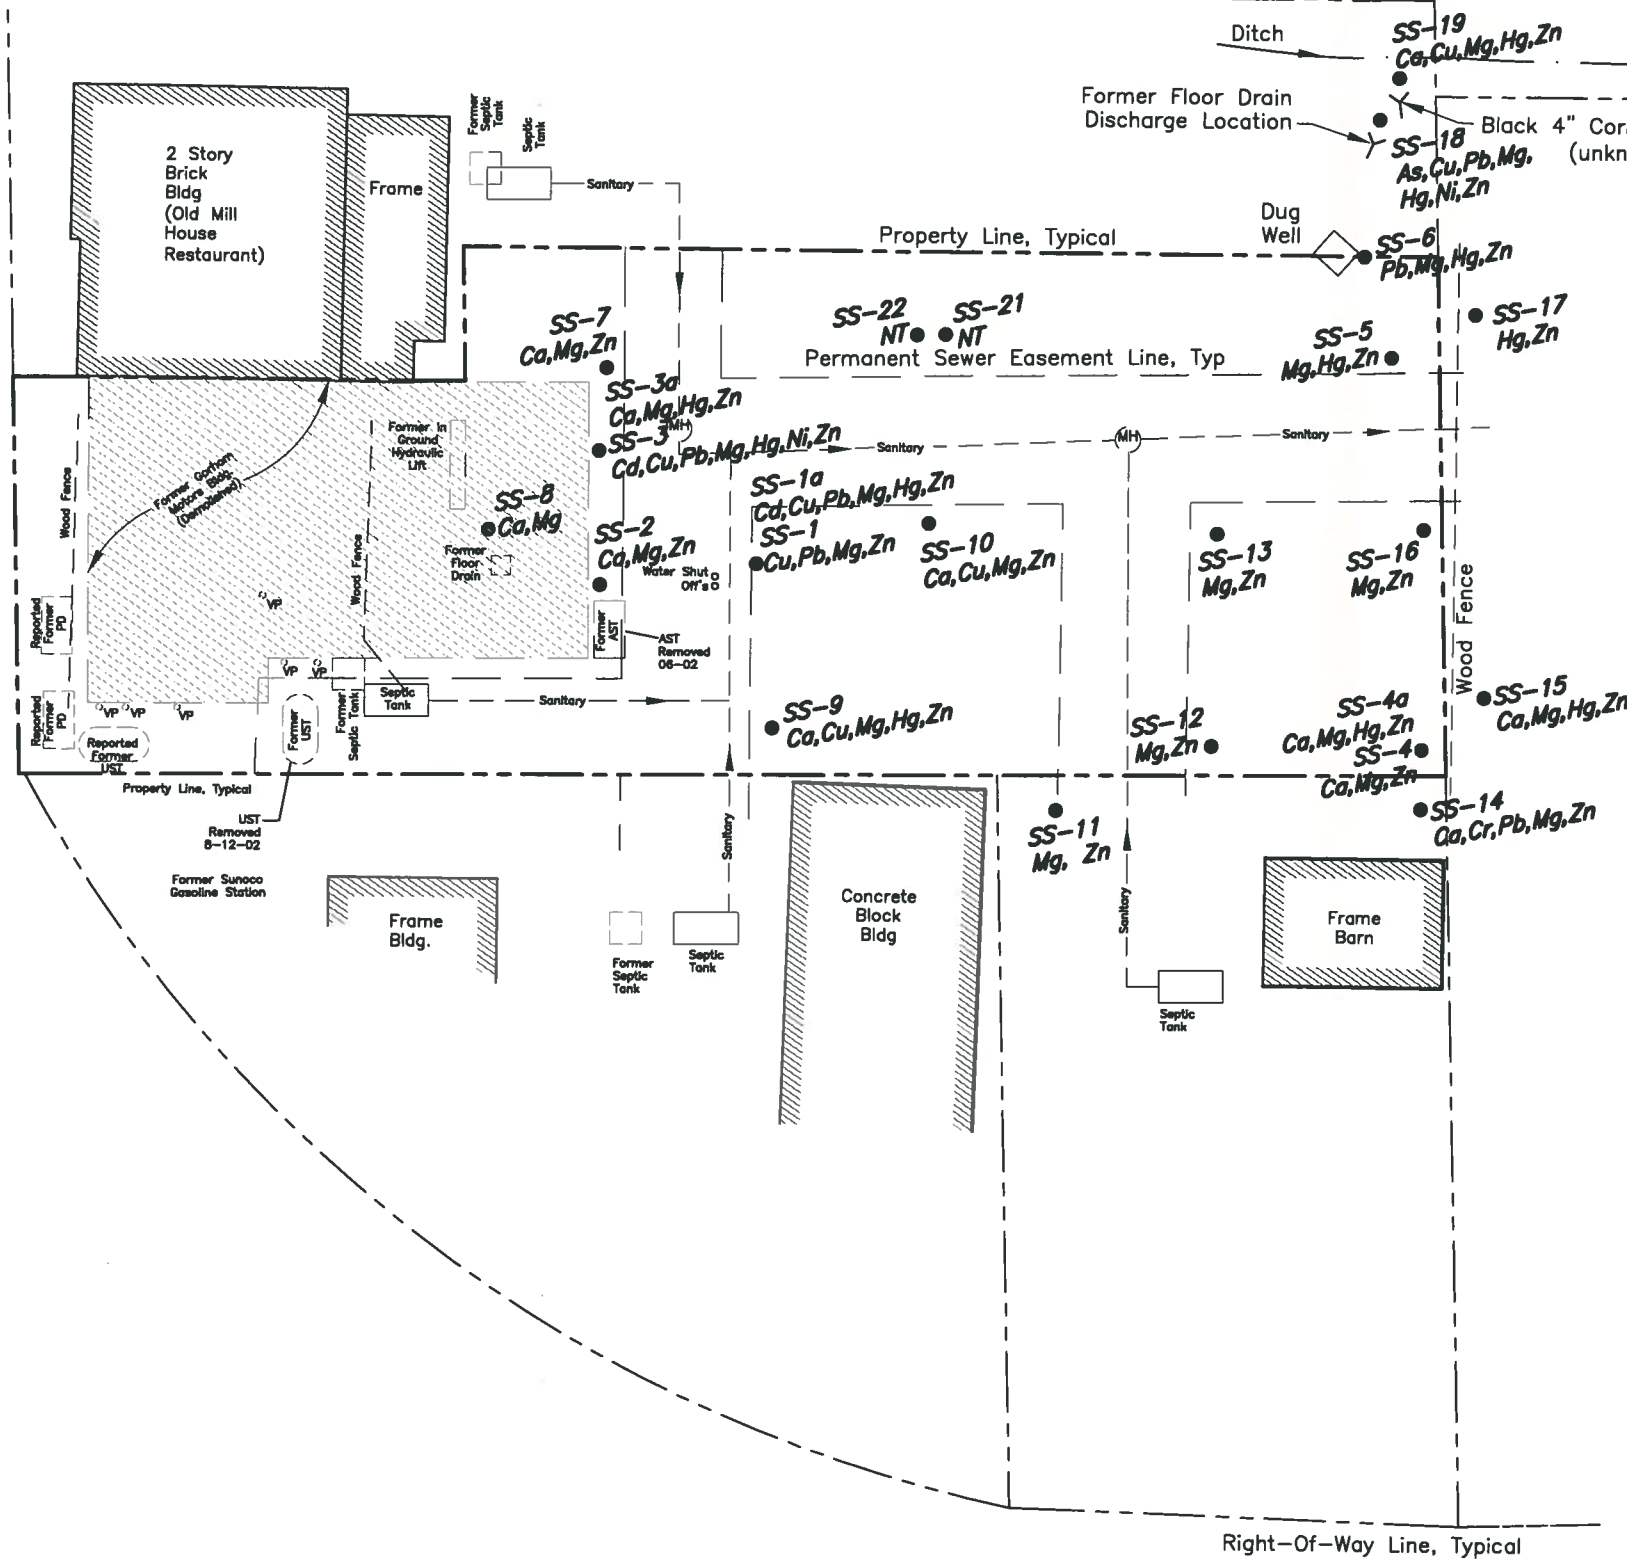 Ditch
SS-19
Ca,Cu,Mg,Hg,Zn
Former Floor Drain
Discharge Location
Black 4" Cor
(unkn
SS-18
As,Cu,Pb,Mg,
Hg,Ni,Zn
2 Story
Brick
Bldg
(Old Mill
House
Restaurant)
Frame
Former
Septic
Tank
Septic
Tank
Sanitary
Property Line, Typical
Dug
Well
SS-6
Pb,Mg,Hg,Zn
SS-7
Ca,Mg,Zn
SS-22
NT
SS-21
NT
SS-5
Mg,Hg,Zn
SS-17
Hg,Zn
Permanent Sewer Easement Line, Typ
SS-3a
Ca,Mg,Hg,Zn
MH
SS-3
Cd,Cu,Pb,Mg,Hg,Ni,Zn
Sanitary
MH
Sanitary
Former In
Ground
Hydraulic
Lift
Former Gorham
Motors Bldg.
(Demolished)
Wood Fence
Wood Fence
SS-8
Ca,Mg
Former
Floor
Drain
SS-2
Ca,Mg,Zn
Water Shut
Off's
SS-1a
Cd,Cu,Pb,Mg,Hg,Zn
SS-1
Cu,Pb,Mg,Zn
SS-10
Ca,Cu,Mg,Zn
SS-13
Mg,Zn
SS-16
Mg,Zn
Wood Fence
VP
Reported
Former
PD
Former
AST
AST
Removed
06-02
VP
VP
Former
Septic Tank
Septic
Tank
Sanitary
Reported
Former
PD
VP
VP
VP
Reported
Former
UST
Former
UST
SS-9
Ca,Cu,Mg,Hg,Zn
SS-12
Mg,Zn
SS-4a
Ca,Mg,Hg,Zn
SS-4
Ca,Mg,Zn
SS-15
Ca,Mg,Hg,Zn
SS-14
Ca,Cr,Pb,Mg,Zn
Property Line, Typical
UST
Removed
8-12-02
Former Sunoco
Gasoline Station
Sanitary
SS-11
Mg, Zn
Frame
Bldg.
Former
Septic
Tank
Septic
Tank
Concrete
Block
Bldg
Sanitary
Septic
Tank
Frame
Barn
Right-Of-Way Line, Typical